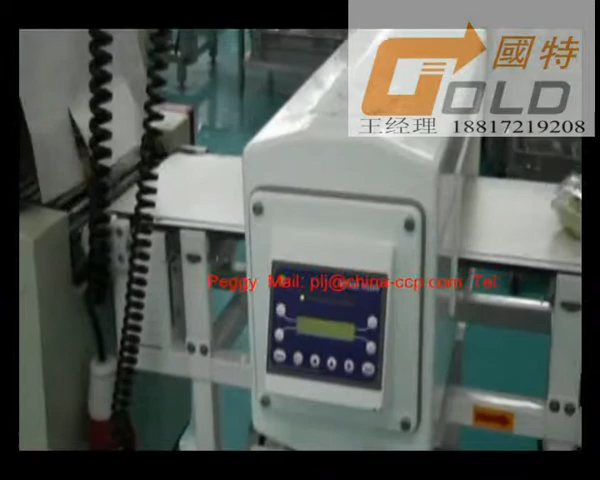 國特
GOLD
王经理 18817219208
Peggy Mail: plj@china-ccp.com Tel